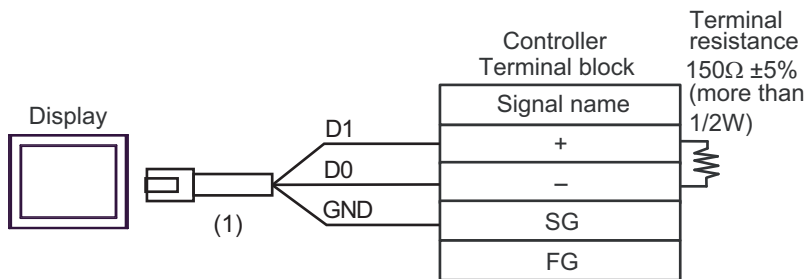 Display
(1)
D1
D0
GND
Controller
Terminal block
Signal name
+
–
SG
FG
Terminal
resistance
150Ω ±5%
(more than
1/2W)